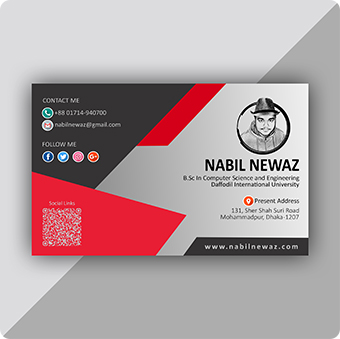 CONTACT ME
+88 01714-940700
nabilnewaz@gmail.com
FOLLOW ME
Social Links
NABIL NEWAZ
B.Sc In Computer Science and Engineering
Daffodil International University
Present Address
131, Sher Shah Suri Road
Mohammadpur, Dhaka-1207
www.nabilnewaz.com